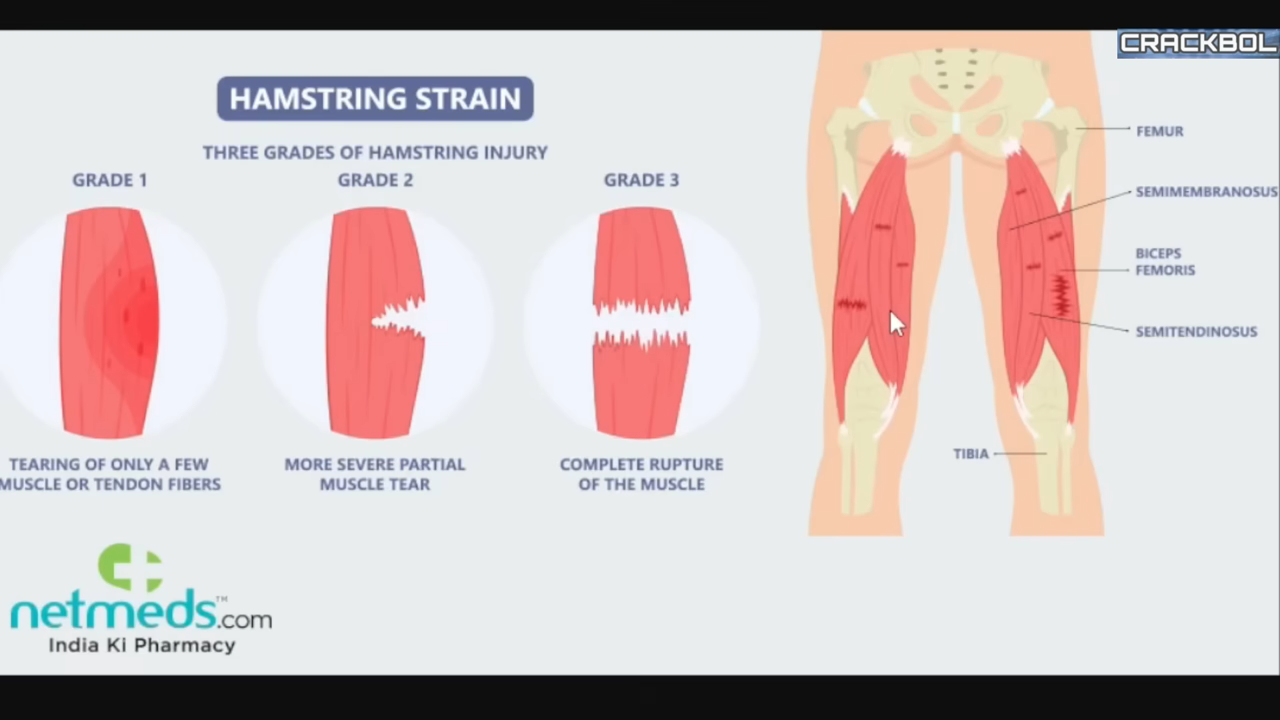 CRACKBOL
HAMSTRING STRAIN
THREE GRADES OF HAMSTRING INJURY
GRADE 1
GRADE 2
GRADE 3
TEARING OF ONLY A FEW
MUSCLE OR TENDON FIBERS
MORE SEVERE PARTIAL
MUSCLE TEAR
COMPLETE RUPTURE
OF THE MUSCLE
FEMUR
SEMIMEMBRANOSUS
BICEPS
FEMORIS
SEMITENDINOSUS
TIBIA
netmeds.com™
India Ki Pharmacy